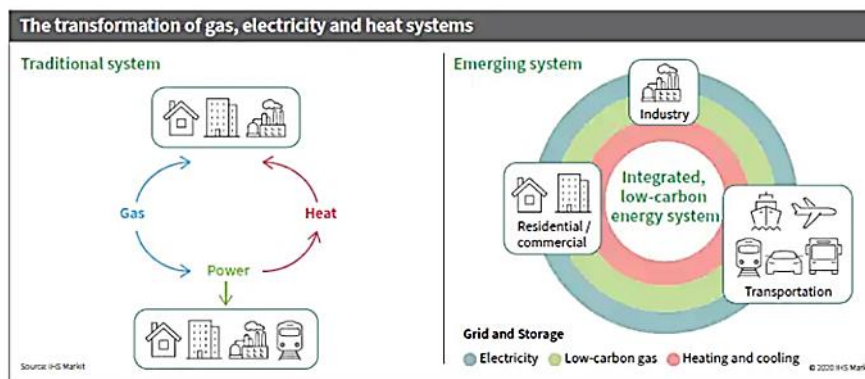 The transformation of gas, electricity and heat systems
Traditional system
Gas
Heat
Power
Source: IHS Markit
Emerging system
Industry
Integrated,
low-carbon
energy system
Residential /
commercial
Transportation
Grid and Storage
Electricity
Low-carbon gas
Heating and cooling
© 2020 IHS Markit